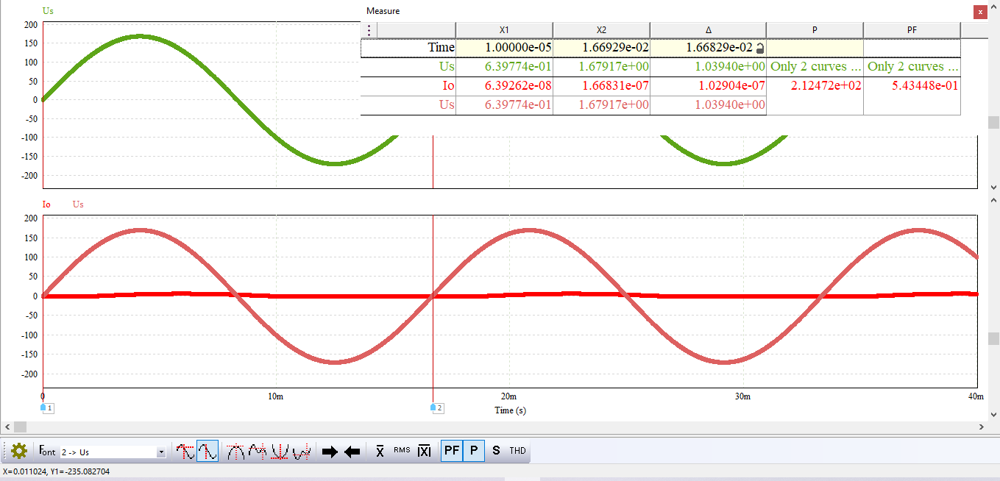 Us
Measure
x
X1 X2 Δ P PF
Time 1.00000e-05 1.66929e-02 1.66829e-02
Us 6.39774e-01 1.67917e+00 1.03940e+00 Only 2 curves ... Only 2 curves ...
Io 6.39262e-08 1.66831e-07 1.02904e-07 2.12472e+02 5.43448e-01
Us 6.39774e-01 1.67917e+00 1.03940e+00
200
150
100
50
0
-50
-100
-150
-200
Io Us
200
150
100
50
0
-50
-100
-150
-200
0 10m 20m 30m 40m
1 2
Time (s)
Font 2 -> Us X RMS |X| PF P S THD
X=0.011024, Y1=-235.082704